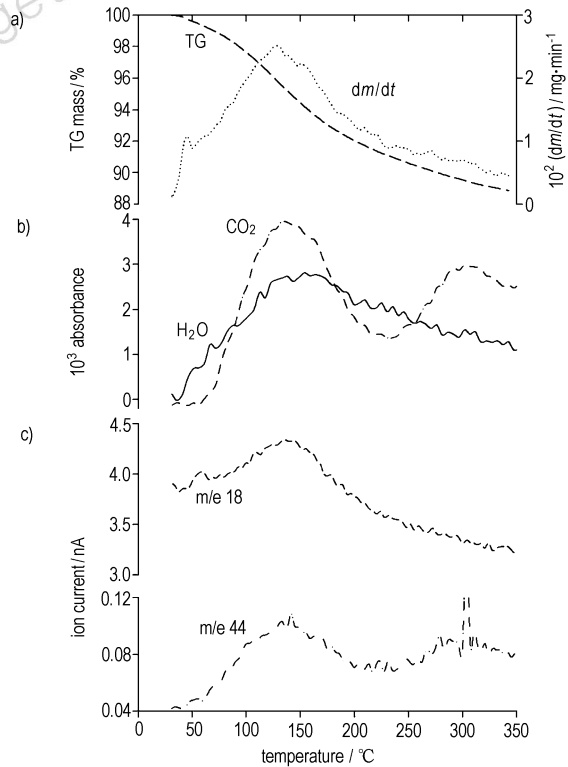 a)
100
98
96
94
92
90
88
TG mass / %
TG
dm/dt
3
2
1
0
10² (dm/dt) / mg·min⁻¹
b)
4
3
2
1
0
10³ absorbance
CO₂
H₂O
c)
4.5
4.0
3.5
3.0
m/e 18
ion current / nA
0.12
0.08
0.04
m/e 44
0 50 100 150 200 250 300 350
temperature / °C